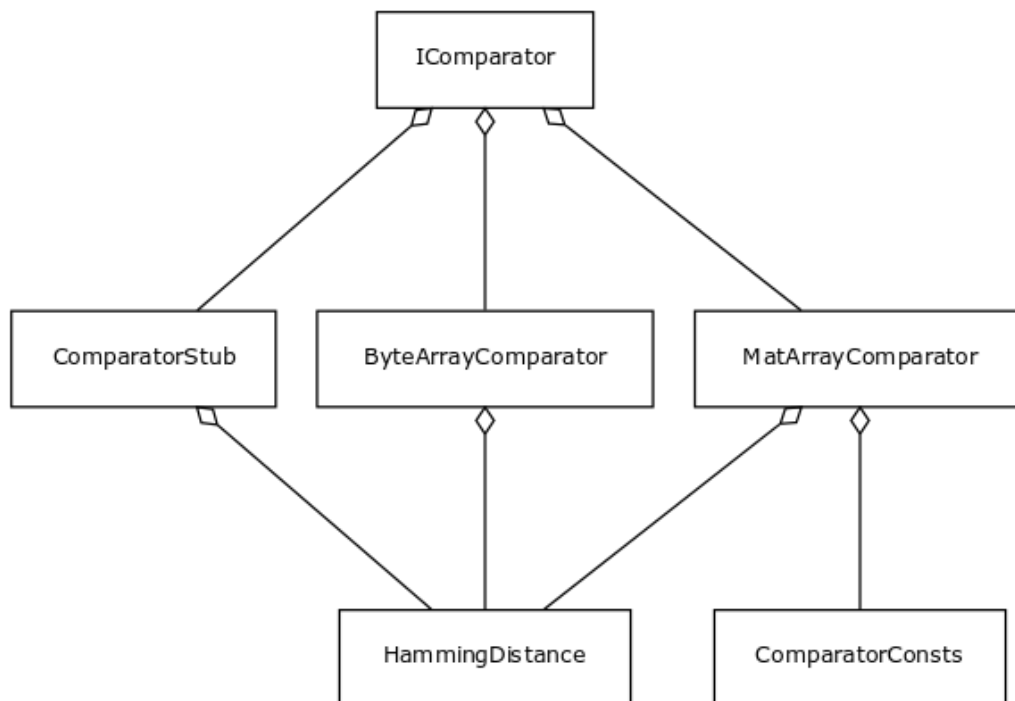 IComparator
ComparatorStub
ByteArrayComparator
MatArrayComparator
HammingDistance
ComparatorConsts